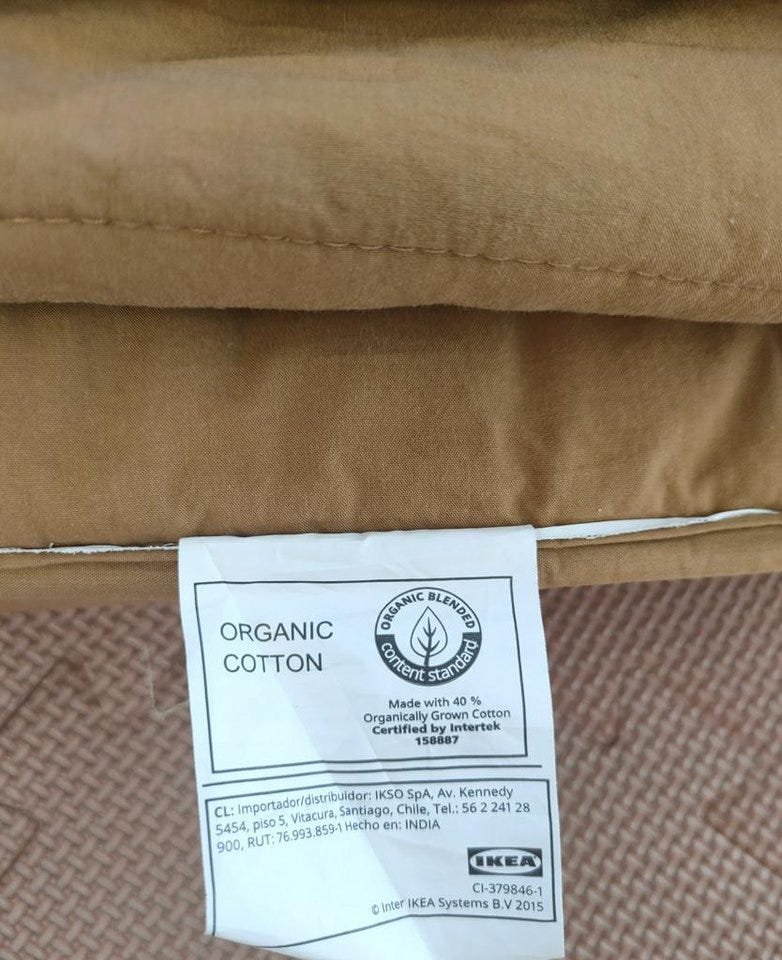 ORGANIC
COTTON
ORGANIC BLENDED
content standard
Made with 40 %
Organically Grown Cotton
Certified by Intertek
158887
CL: Importador/distribuidor: IKSO SpA, Av. Kennedy
5454, piso 5, Vitacura, Santiago, Chile, Tel.: 56 2 241 28
900, RUT: 76.993.859-1 Hecho en: INDIA
IKEA
CI-379846-1
© Inter IKEA Systems B.V 2015